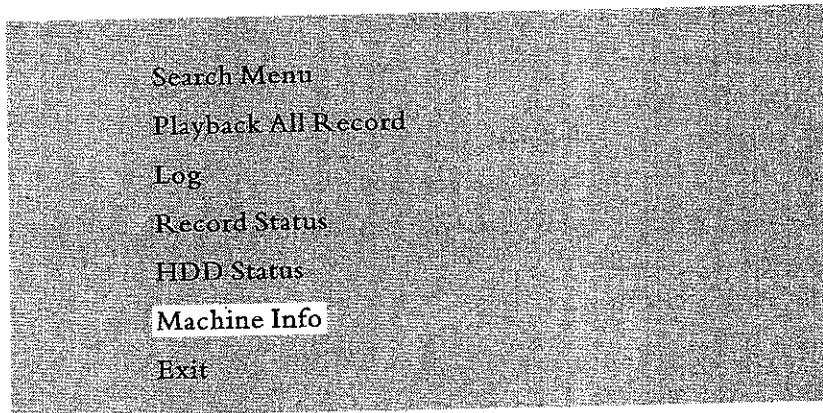 Search Menu
Playback All Record
Log
Record Status
HDD Status
Machine Info
Exit